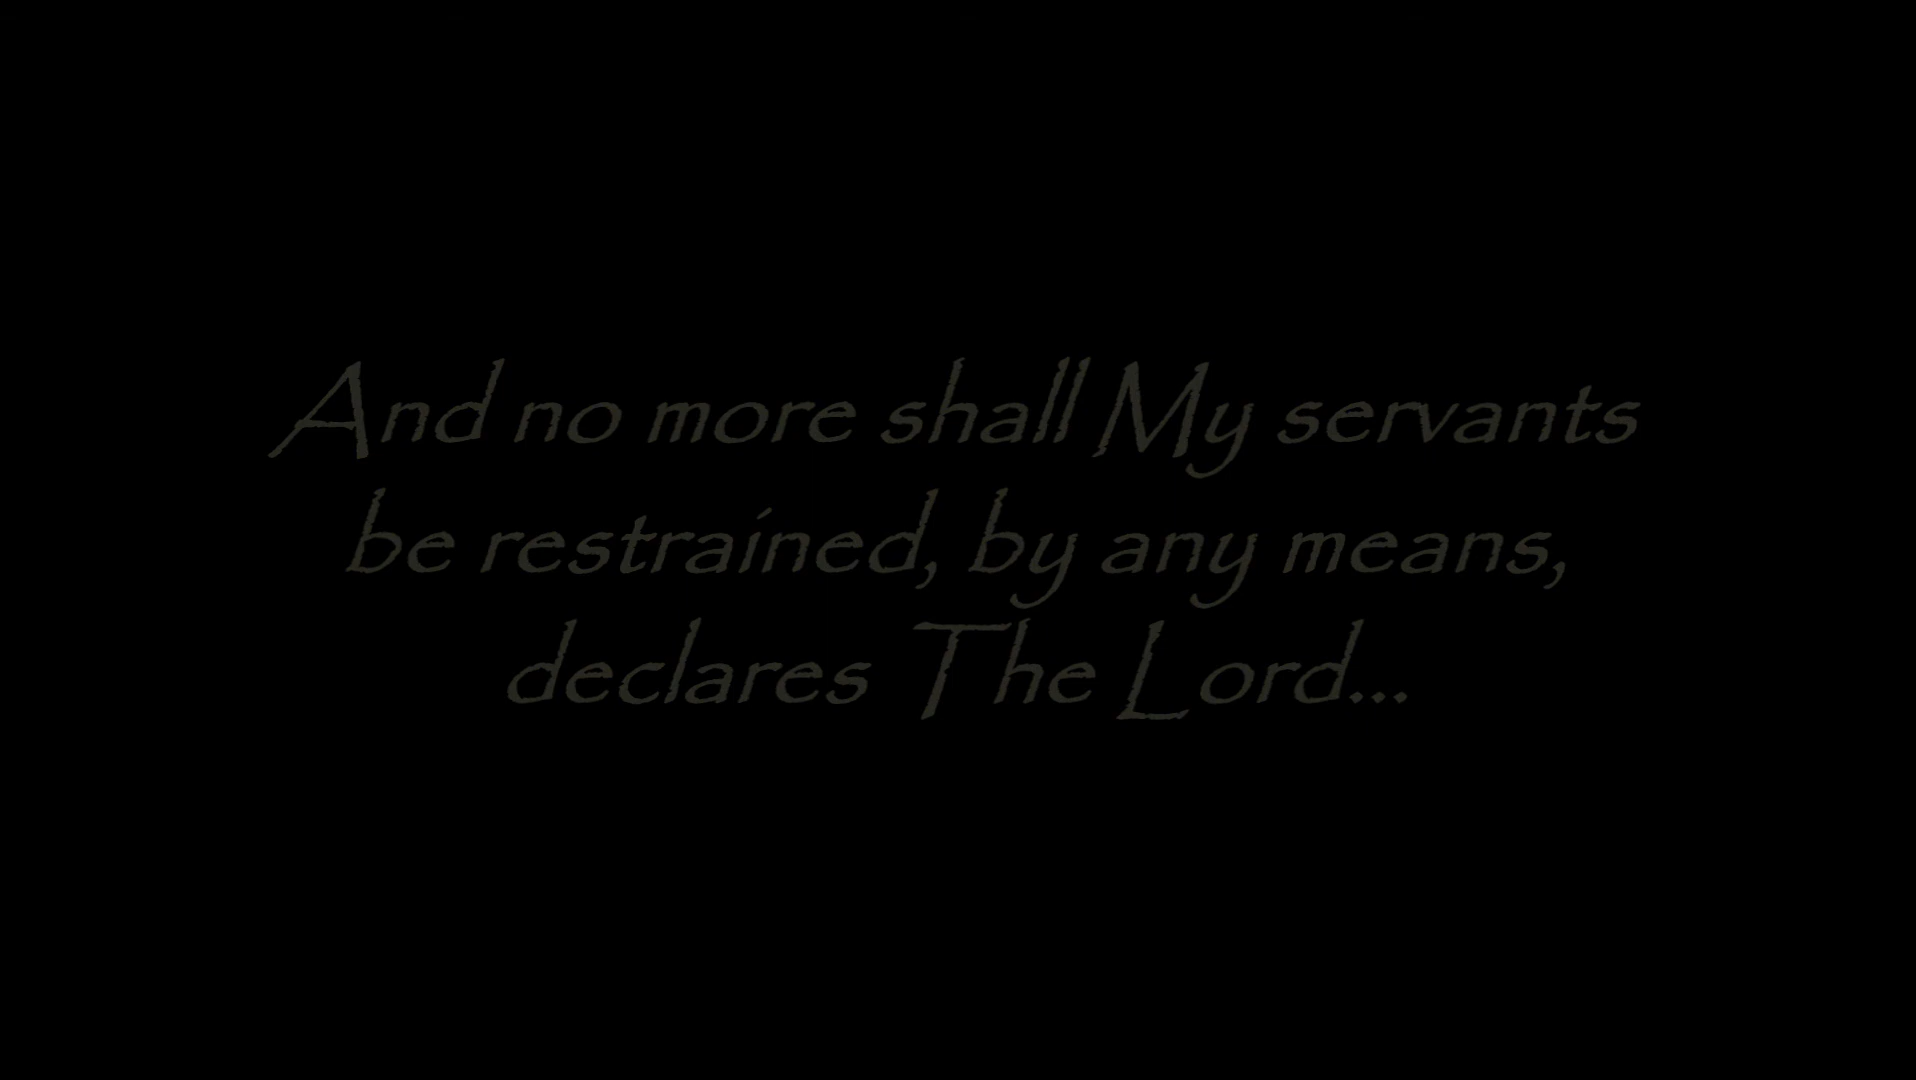 And no more shall My servants
be restrained, by any means,
declares The Lord...